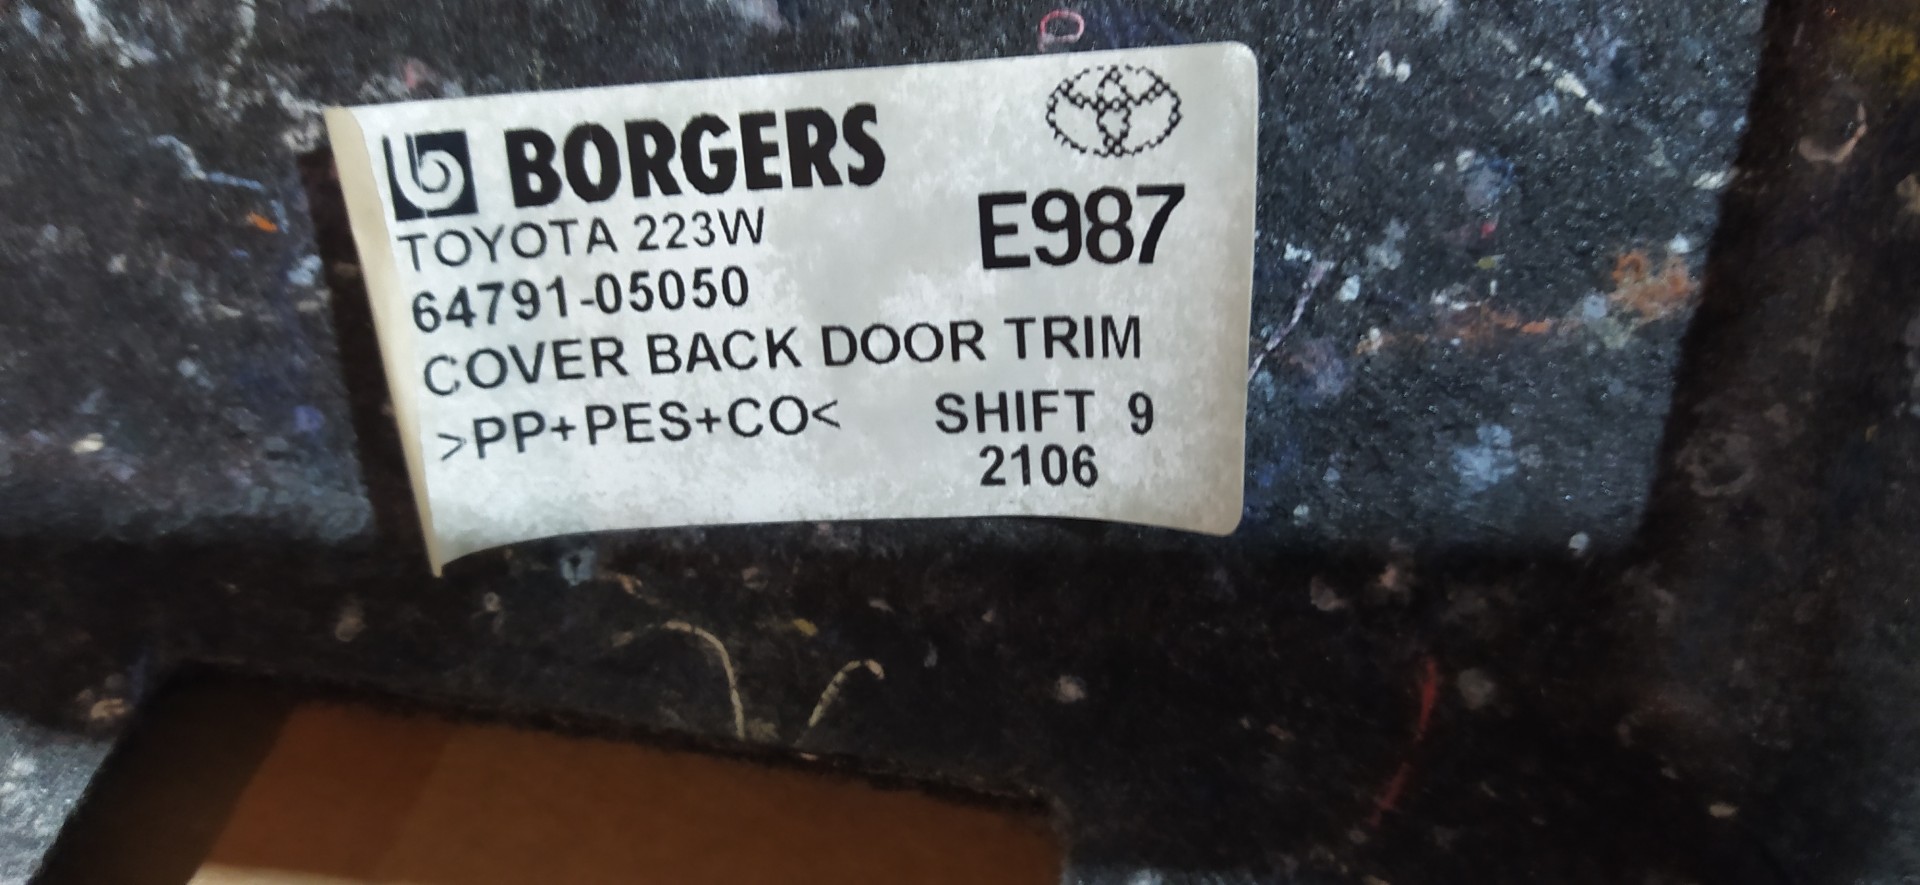 BORGERS
TOYOTA 223W
E987
64791-05050
COVER BACK DOOR TRIM
>PP+PES+CO< SHIFT 9
2106